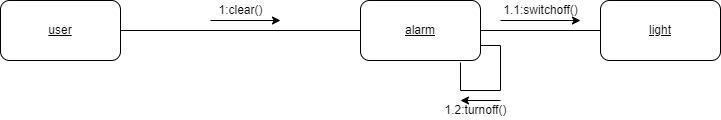 1:clear()
1.1:switchoff()
user
alarm
light
1.2:turnoff()